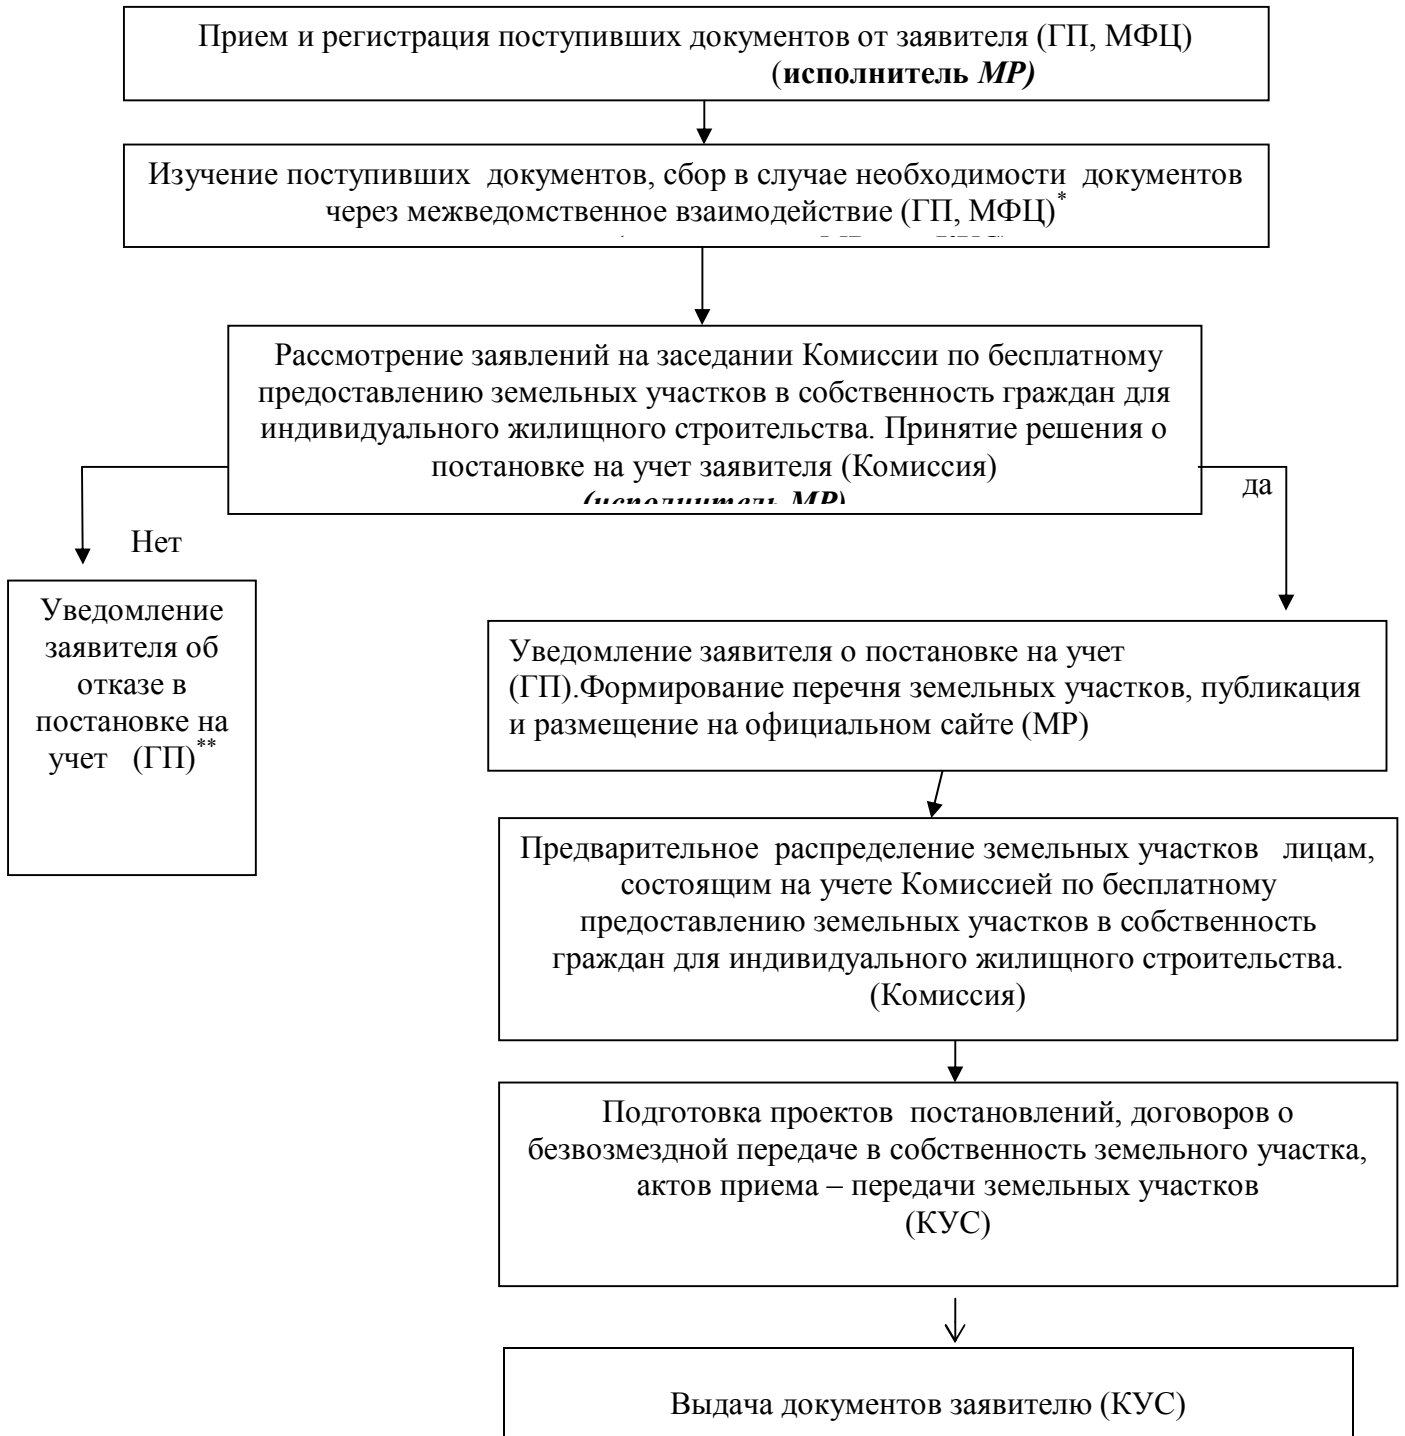 Прием и регистрация поступивших документов от заявителя (ГП, МФЦ)
(исполнитель МР)
Изучение поступивших документов, сбор в случае необходимости документов
через межведомственное взаимодействие (ГП, МФЦ)*
Рассмотрение заявлений на заседании Комиссии по бесплатному
предоставлению земельных участков в собственность граждан для
индивидуального жилищного строительства. Принятие решения о
постановке на учет заявителя (Комиссия)
(исполнитель МР)
да
Нет
Уведомление
заявителя об
отказе в
постановке на
учет (ГП)**
Уведомление заявителя о постановке на учет
(ГП).Формирование перечня земельных участков, публикация
и размещение на официальном сайте (МР)
Предварительное распределение земельных участков лицам,
состоящим на учете Комиссией по бесплатному
предоставлению земельных участков в собственность
граждан для индивидуального жилищного строительства.
(Комиссия)
Подготовка проектов постановлений, договоров о
безвозмездной передаче в собственность земельного участка,
актов приема – передачи земельных участков
(КУС)
Выдача документов заявителю (КУС)